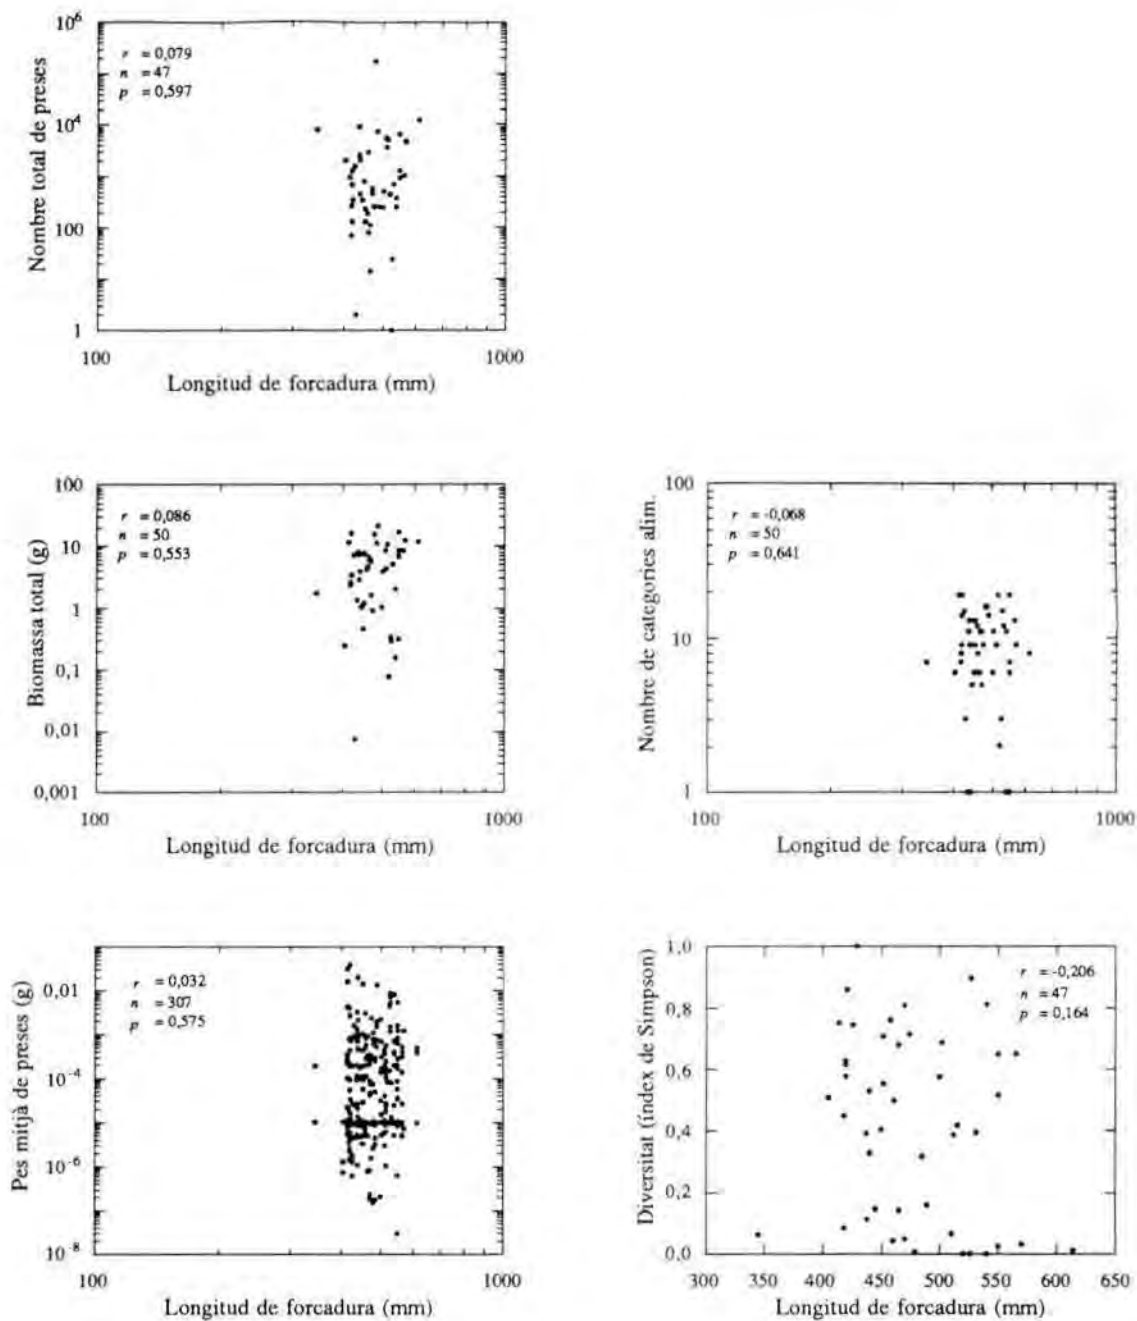 10⁶
r = 0,079
n = 47
p = 0,597
10⁴
100
1
Nombre total de preses
100
1000
Longitud de forcadura (mm)
100
r = 0,086
n = 50
p = 0,553
10
1
0,1
0,01
0,001
Biomassa total (g)
100
1000
Longitud de forcadura (mm)
100
r = -0,068
n = 50
p = 0,641
10
1
Nombre de categories alim.
100
1000
Longitud de forcadura (mm)
r = 0,032
n = 307
p = 0,575
0,01
10⁻⁴
10⁻⁶
10⁻⁸
Pes mitjà de preses (g)
100
1000
Longitud de forcadura (mm)
1,0
r = -0,206
n = 47
p = 0,164
0,8
0,6
0,4
0,2
0,0
Diversitat (índex de Simpson)
300 350 400 450 500 550 600 650
Longitud de forcadura (mm)